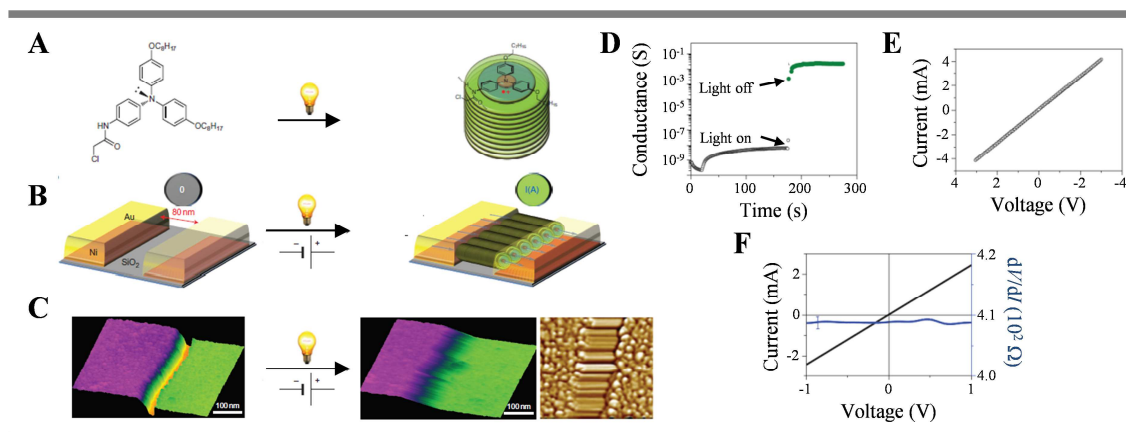 A
OC₈H₁₇
N
OC₈H₁₇
HN
O
Cl
B
0
80 nm
Au
Ni
SiO₂
− +
I(A)
-
C
100 nm
− +
100 nm
D
Conductance (S)
10⁻¹
10⁻³
10⁻⁵
10⁻⁷
10⁻⁹
Light off
Light on
0 100 200 300
Time (s)
E
Current (mA)
4
2
0
-2
-4
4 2 0 -2 -4
Voltage (V)
F
Current (mA)
2
0
-2
-1 0 1
Voltage (V)
4.2
4.1
4.0
dV/dI (10² Ω)